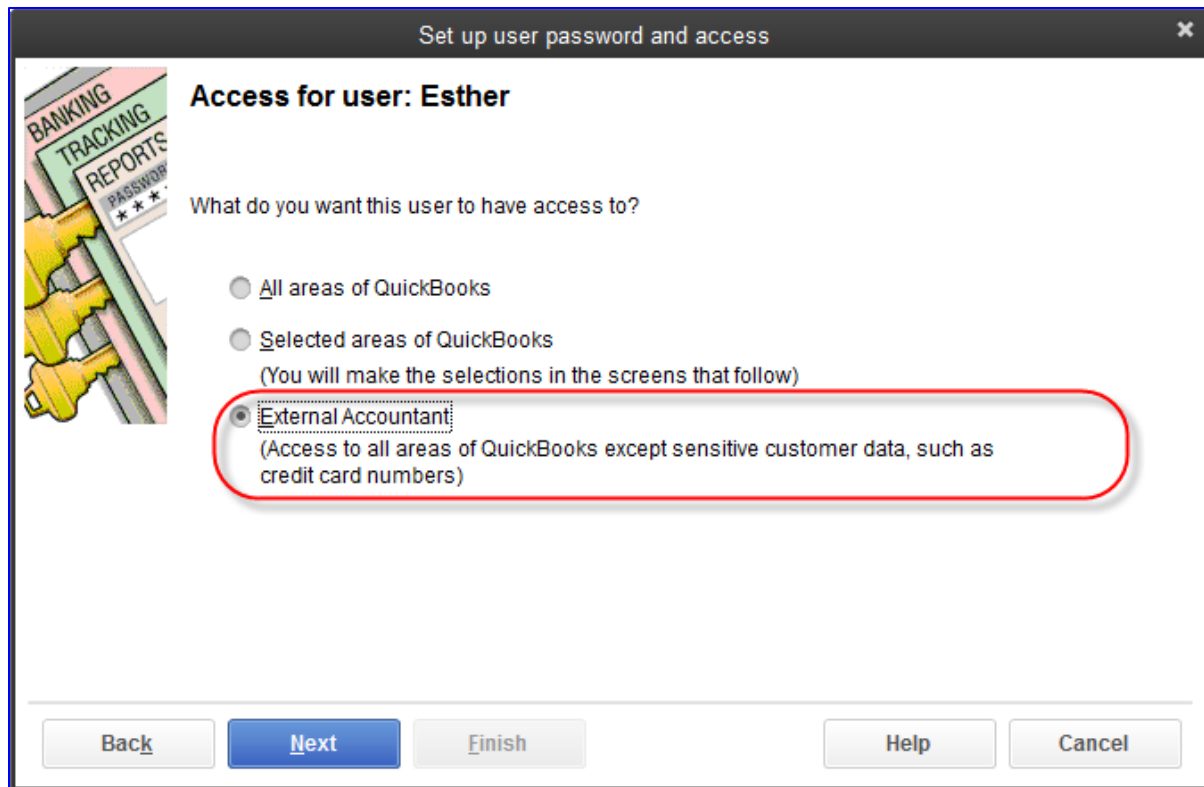 Set up user password and access
BANKING
TRACKING
REPORTS
Access for user: Esther
What do you want this user to have access to?
All areas of QuickBooks
Selected areas of QuickBooks
(You will make the selections in the screens that follow)
External Accountant
(Access to all areas of QuickBooks except sensitive customer data, such as
credit card numbers)
Back
Next
Finish
Help
Cancel